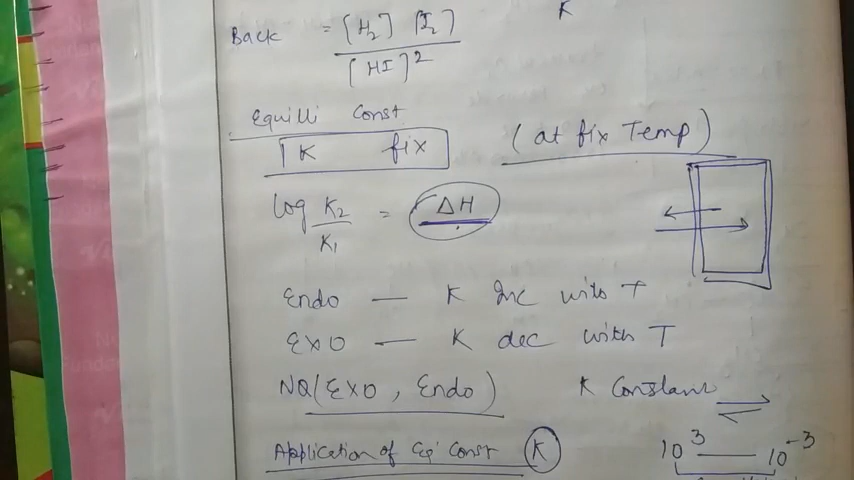 K
Back = [H2] [I2]
[HI]2
Equilli Const
K fix (at fix Temp)
log K2 = ΔH
K1
Endo — K Inc with T
EXO — K dec with T
NQ(EXO, Endo) K Constant ⇌
Application of Eq' Const K 10^3 — 10^-3